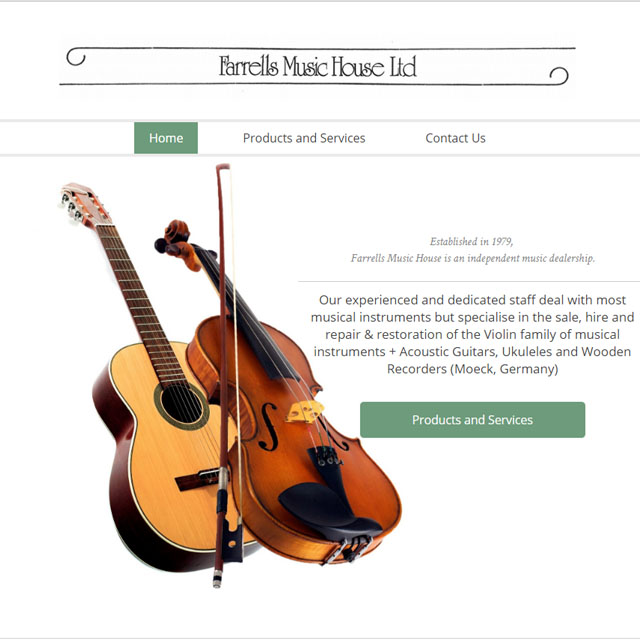 Farrells Music House Ltd
Home
Products and Services
Contact Us
Established in 1979,
Farrells Music House is an independent music dealership.
Our experienced and dedicated staff deal with most
musical instruments but specialise in the sale, hire and
repair & restoration of the Violin family of musical
instruments + Acoustic Guitars, Ukuleles and Wooden
Recorders (Moeck, Germany)
Products and Services